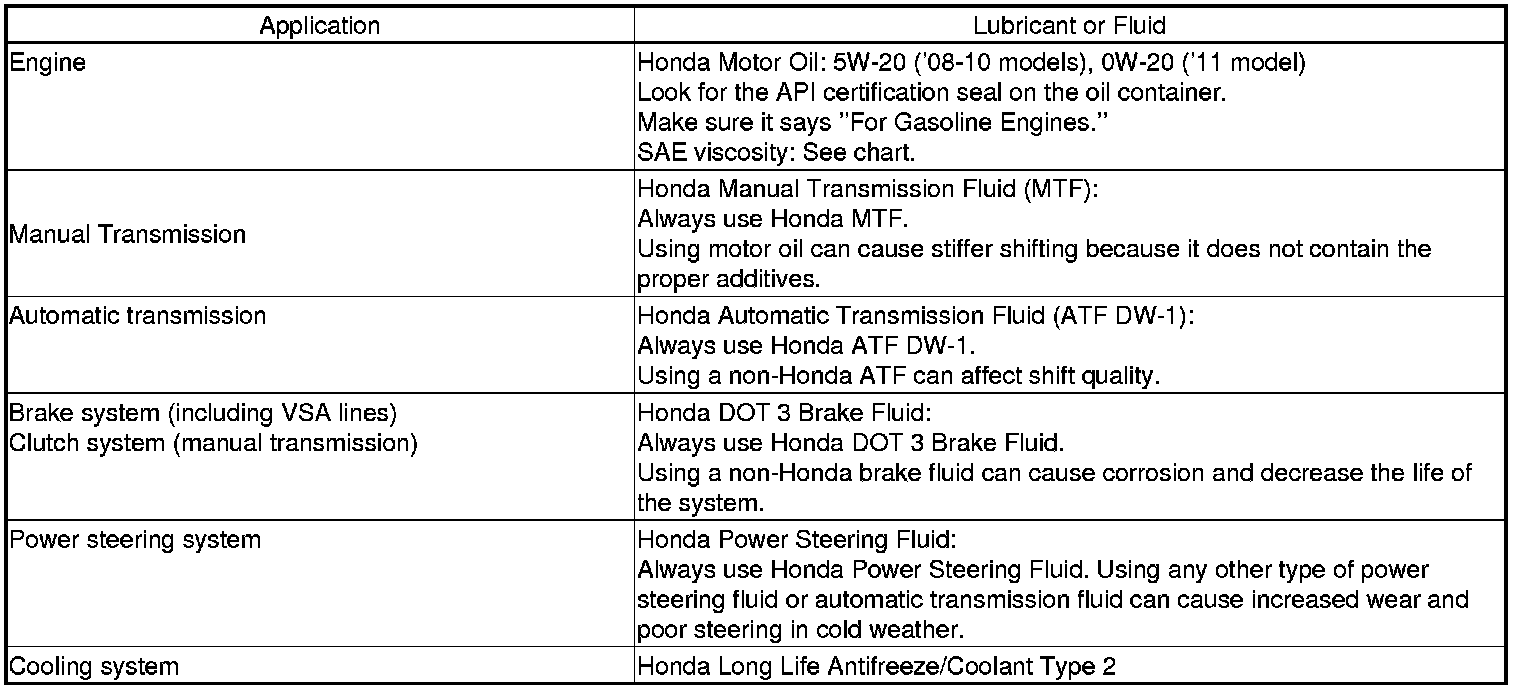 Application
Lubricant or Fluid
Engine
Honda Motor Oil: 5W-20 ('08-10 models), 0W-20 ('11 model)
Look for the API certification seal on the oil container.
Make sure it says "For Gasoline Engines."
SAE viscosity: See chart.
Manual Transmission
Honda Manual Transmission Fluid (MTF):
Always use Honda MTF.
Using motor oil can cause stiffer shifting because it does not contain the
proper additives.
Automatic transmission
Honda Automatic Transmission Fluid (ATF DW-1):
Always use Honda ATF DW-1.
Using a non-Honda ATF can affect shift quality.
Brake system (including VSA lines)
Clutch system (manual transmission)
Honda DOT 3 Brake Fluid:
Always use Honda DOT 3 Brake Fluid.
Using a non-Honda brake fluid can cause corrosion and decrease the life of
the system.
Power steering system
Honda Power Steering Fluid:
Always use Honda Power Steering Fluid. Using any other type of power
steering fluid or automatic transmission fluid can cause increased wear and
poor steering in cold weather.
Cooling system
Honda Long Life Antifreeze/Coolant Type 2